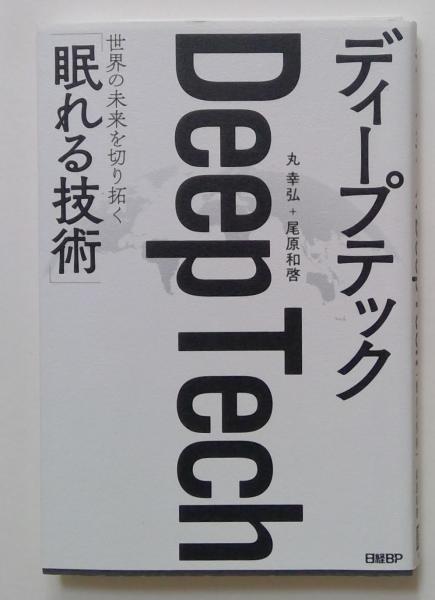 ディープテック
Deep Tech
丸 幸弘 + 尾原和啓
世界の未来を切り拓く
「眠れる技術」
日経BP